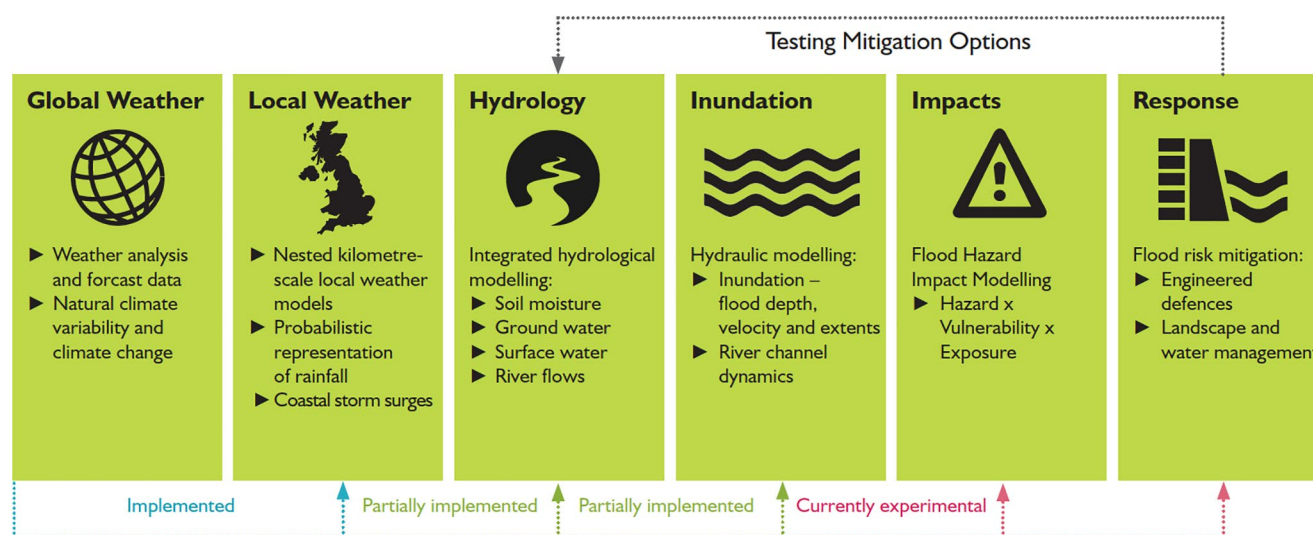 Testing Mitigation Options
Global Weather
► Weather analysis
and forcast data
► Natural climate
variability and
climate change
Local Weather
► Nested kilometre-
scale local weather
models
► Probabilistic
representation
of rainfall
► Coastal storm surges
Hydrology
Integrated hydrological
modelling:
► Soil moisture
► Ground water
► Surface water
► River flows
Inundation
Hydraulic modelling:
► Inundation –
flood depth,
velocity and extents
► River channel
dynamics
Impacts
Flood Hazard
Impact Modelling
► Hazard x
Vulnerability x
Exposure
Response
Flood risk mitigation:
► Engineered
defences
► Landscape and
water management
Implemented
Partially implemented
Partially implemented
Currently experimental